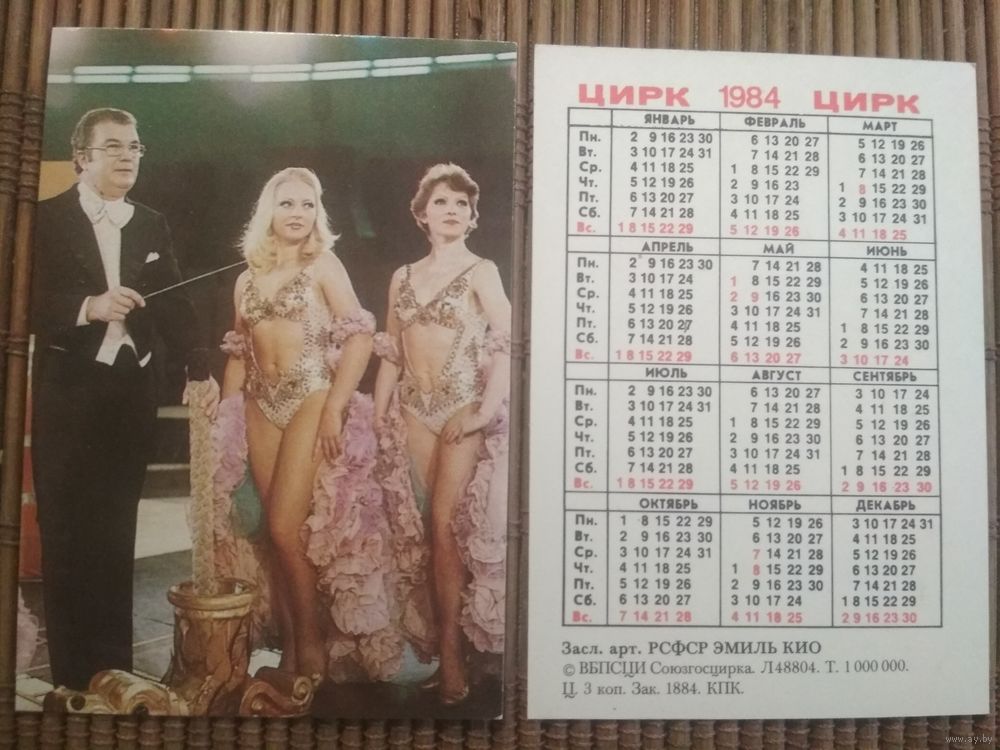 ЦИРК 1984 ЦИРК
ЯНВАРЬ ФЕВРАЛЬ МАРТ
Пн. 2 9 16 23 30 6 13 20 27 5 12 19 26
Вт. 3 10 17 24 31 7 14 21 28 6 13 20 27
Ср. 4 11 18 25 1 8 15 22 29 7 14 21 28
Чт. 5 12 19 26 2 9 16 23 1 8 15 22 29
Пт. 6 13 20 27 3 10 17 24 2 9 16 23 30
Сб. 7 14 21 28 4 11 18 25 3 10 17 24 31
Вс. 1 8 15 22 29 5 12 19 26 4 11 18 25
АПРЕЛЬ МАЙ ИЮНЬ
Пн. 2 9 16 23 30 7 14 21 28 4 11 18 25
Вт. 3 10 17 24 1 8 15 22 29 5 12 19 26
Ср. 4 11 18 25 2 9 16 23 30 6 13 20 27
Чт. 5 12 19 26 3 10 17 24 31 7 14 21 28
Пт. 6 13 20 27 4 11 18 25 1 8 15 22 29
Сб. 7 14 21 28 5 12 19 26 2 9 16 23 30
Вс. 1 8 15 22 29 6 13 20 27 3 10 17 24
ИЮЛЬ АВГУСТ СЕНТЯБРЬ
Пн. 2 9 16 23 30 6 13 20 27 3 10 17 24
Вт. 3 10 17 24 31 7 14 21 28 4 11 18 25
Ср. 4 11 18 25 1 8 15 22 29 5 12 19 26
Чт. 5 12 19 26 2 9 16 23 30 6 13 20 27
Пт. 6 13 20 27 3 10 17 24 31 7 14 21 28
Сб. 7 14 21 28 4 11 18 25 1 8 15 22 29
Вс. 1 8 15 22 29 5 12 19 26 2 9 16 23 30
ОКТЯБРЬ НОЯБРЬ ДЕКАБРЬ
Пн. 1 8 15 22 29 5 12 19 26 3 10 17 24 31
Вт. 2 9 16 23 30 6 13 20 27 4 11 18 25
Ср. 3 10 17 24 31 7 14 21 28 5 12 19 26
Чт. 4 11 18 25 1 8 15 22 29 6 13 20 27
Пт. 5 12 19 26 2 9 16 23 30 7 14 21 28
Сб. 6 13 20 27 3 10 17 24 1 8 15 22 29
Вс. 7 14 21 28 4 11 18 25 2 9 16 23 30
Засл. арт. РСФСР ЭМИЛЬ КИО
© ВБПСЦИ Союзгосцирка. Л48804. Т. 1 000 000.
Ц. 3 коп. Зак. 1884. КПК.
www.ay.by